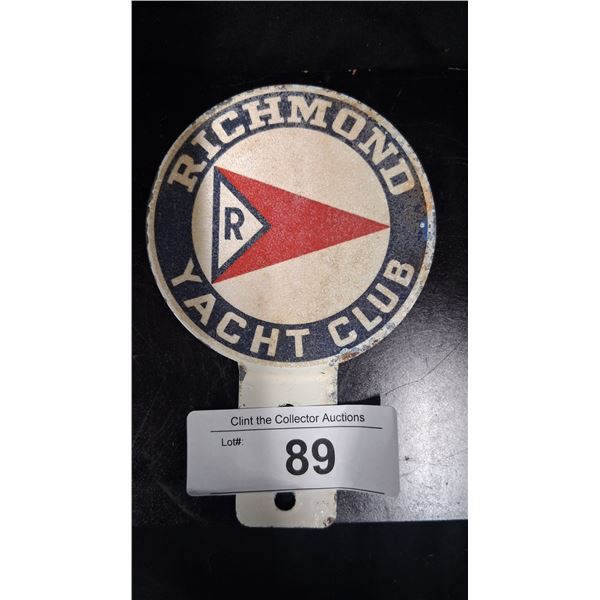 RICHMOND
R
YACHT CLUB
Clint the Collector Auctions
Lot#: 89